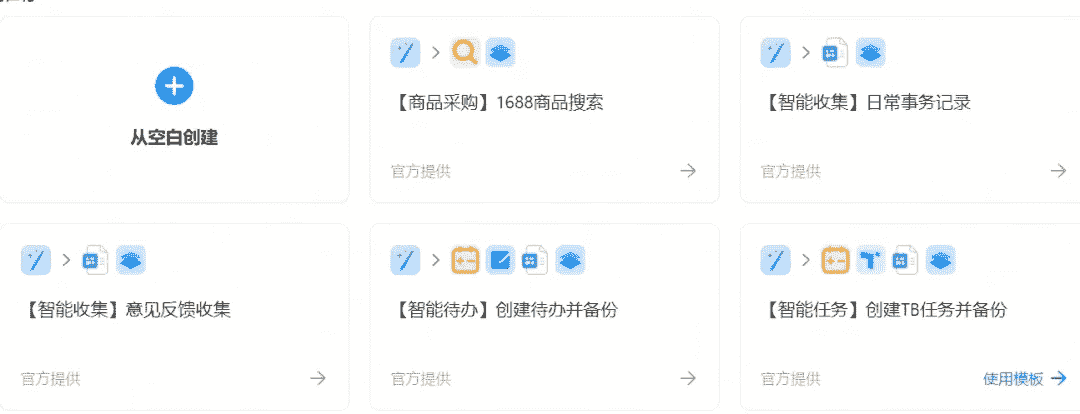 从空白创建
【商品采购】1688商品搜索
官方提供
【智能收集】日常事务记录
官方提供
【智能收集】意见反馈收集
官方提供
【智能待办】创建待办并备份
官方提供
【智能任务】创建TB任务并备份
官方提供
使用模板